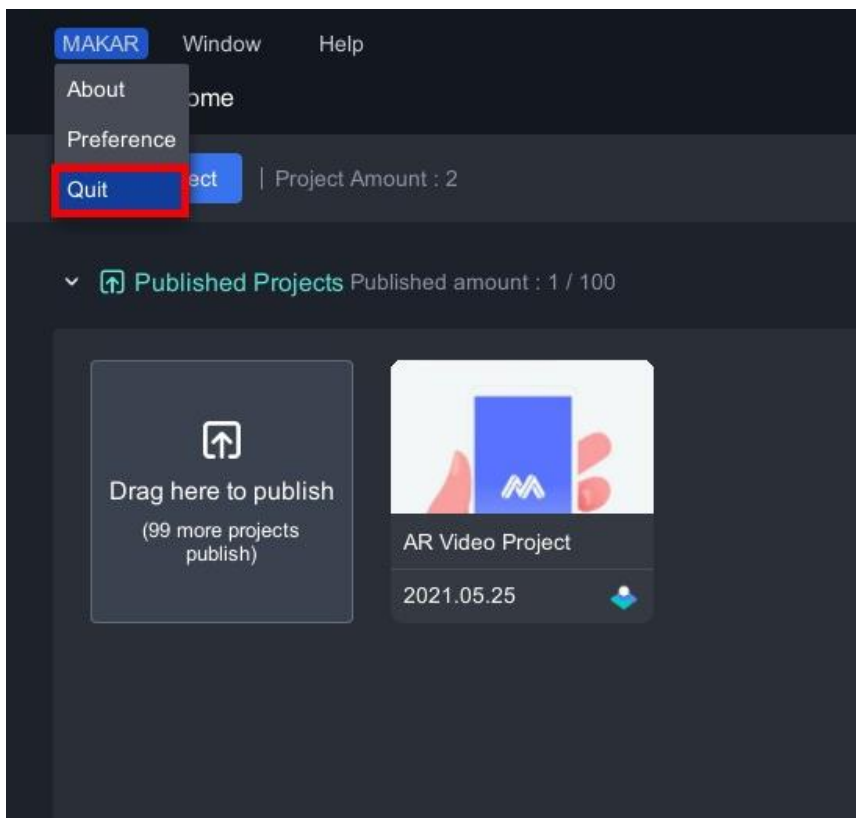 MAKAR Window Help
About
ome
Preference
Quit
ect | Project Amount : 2
Published Projects Published amount : 1 / 100
Drag here to publish
(99 more projects
publish)
AR Video Project
2021.05.25